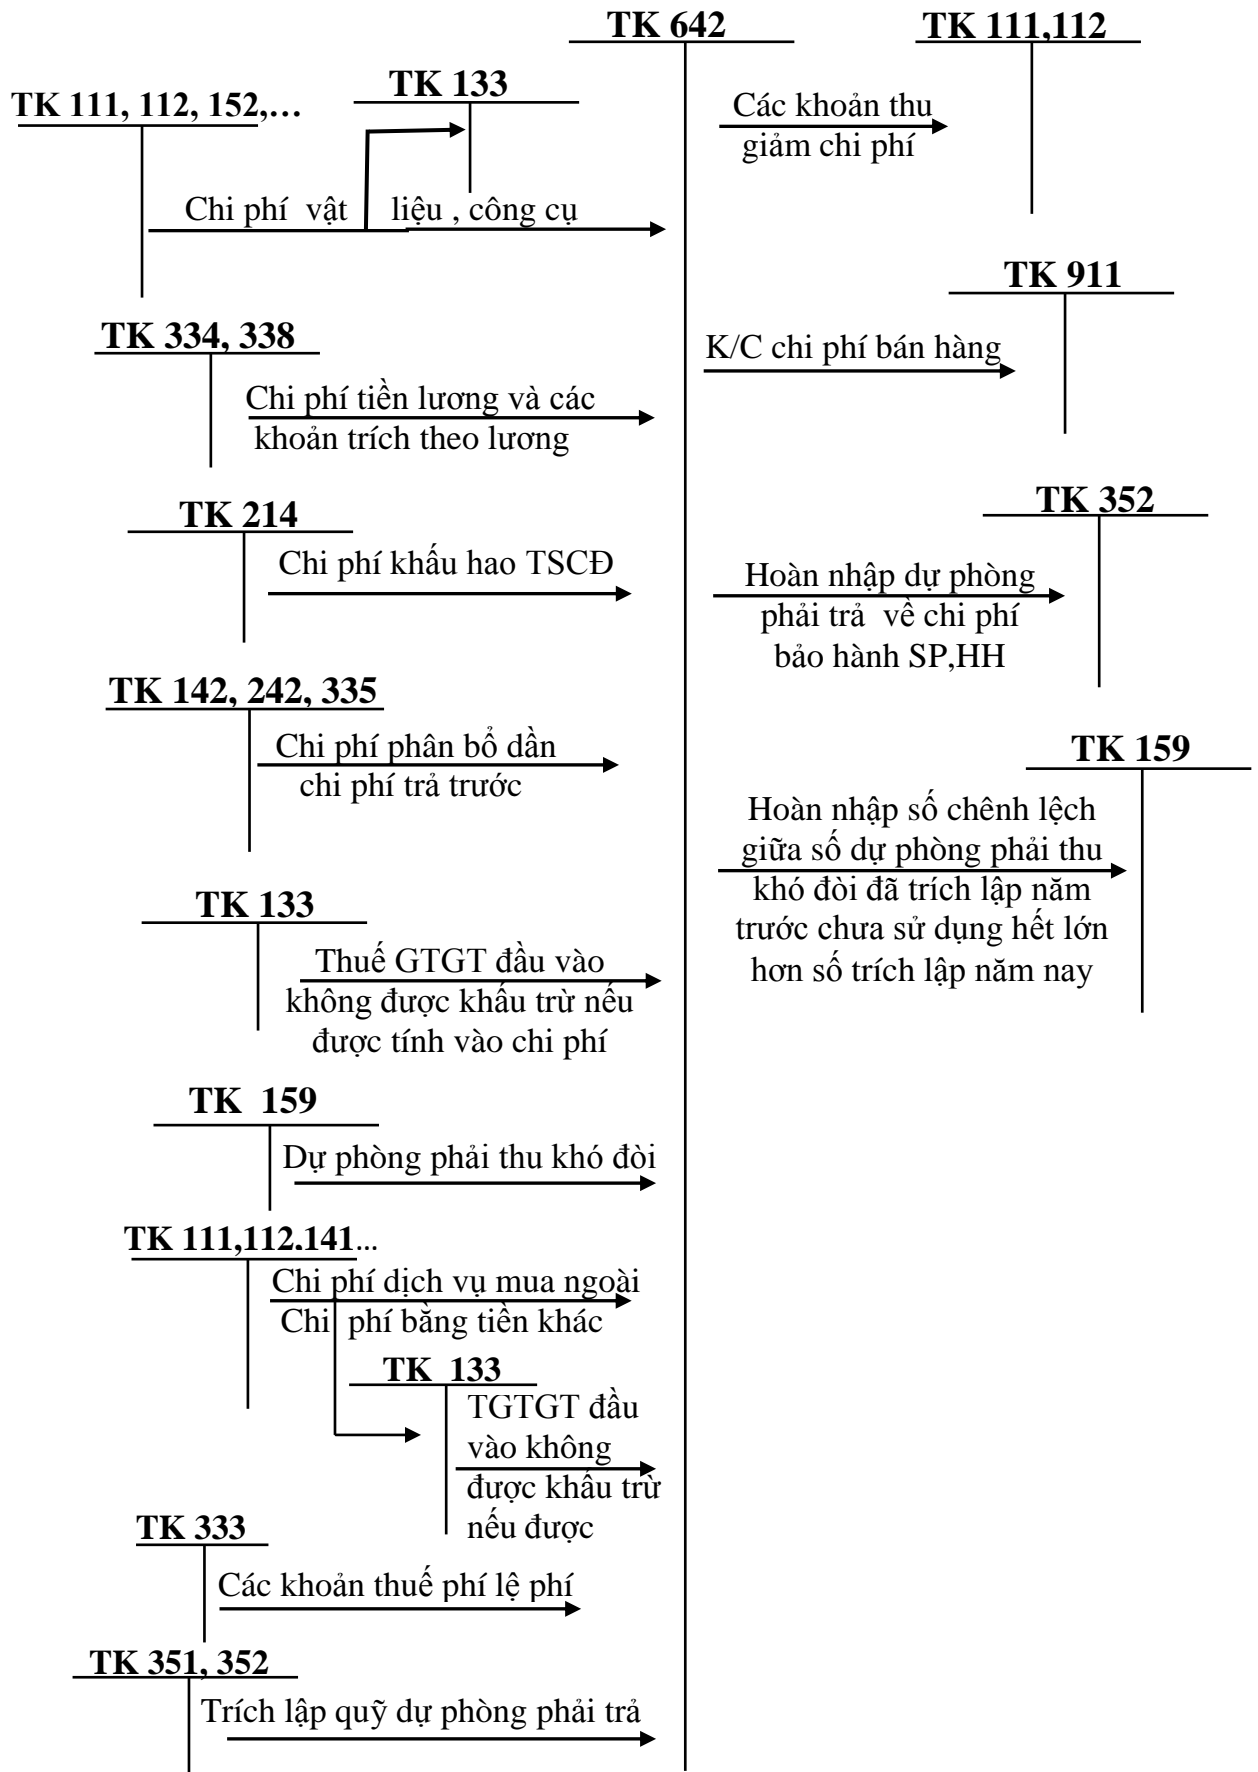 TK 642
TK 111,112
TK 133
TK 111, 112, 152,...
Các khoản thu
giảm chi phí
Chi phí vật liệu , công cụ
TK 911
TK 334, 338
K/C chi phí bán hàng
Chi phí tiền lương và các
khoản trích theo lương
TK 352
TK 214
Chi phí khấu hao TSCĐ
Hoàn nhập dự phòng
phải trả về chi phí
bảo hành SP,HH
TK 142, 242, 335
Chi phí phân bổ dần
chi phí trả trước
TK 159
Hoàn nhập số chênh lệch
giữa số dự phòng phải thu
khó đòi đã trích lập năm
trước chưa sử dụng hết lớn
hơn số trích lập năm nay
TK 133
Thuế GTGT đầu vào
không được khấu trừ nếu
được tính vào chi phí
TK 159
Dự phòng phải thu khó đòi
TK 111,112,141...
Chi phí dịch vụ mua ngoài
Chi phí bằng tiền khác
TK 133
TGTGT đầu
vào không
được khấu trừ
nếu được
TK 333
Các khoản thuế phí lệ phí
TK 351, 352
Trích lập quỹ dự phòng phải trả